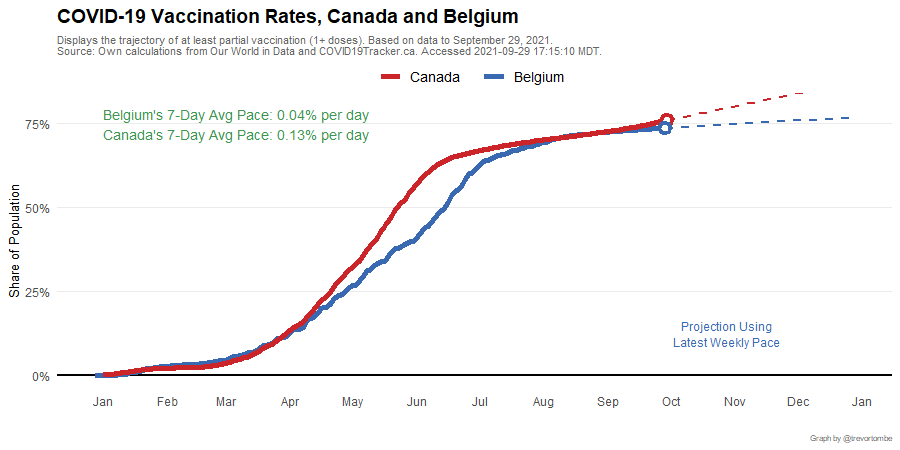 COVID-19 Vaccination Rates, Canada and Belgium
Displays the trajectory of at least partial vaccination (1+ doses). Based on data to September 29, 2021.
Source: Own calculations from Our World in Data and COVID19Tracker.ca. Accessed 2021-09-29 17:15:10 MDT.
Canada Belgium
Belgium's 7-Day Avg Pace: 0.04% per day
Canada's 7-Day Avg Pace: 0.13% per day
75%
50%
25%
0%
Share of Population
Projection Using
Latest Weekly Pace
Jan Feb Mar Apr May Jun Jul Aug Sep Oct Nov Dec Jan
Graph by @trevortombe